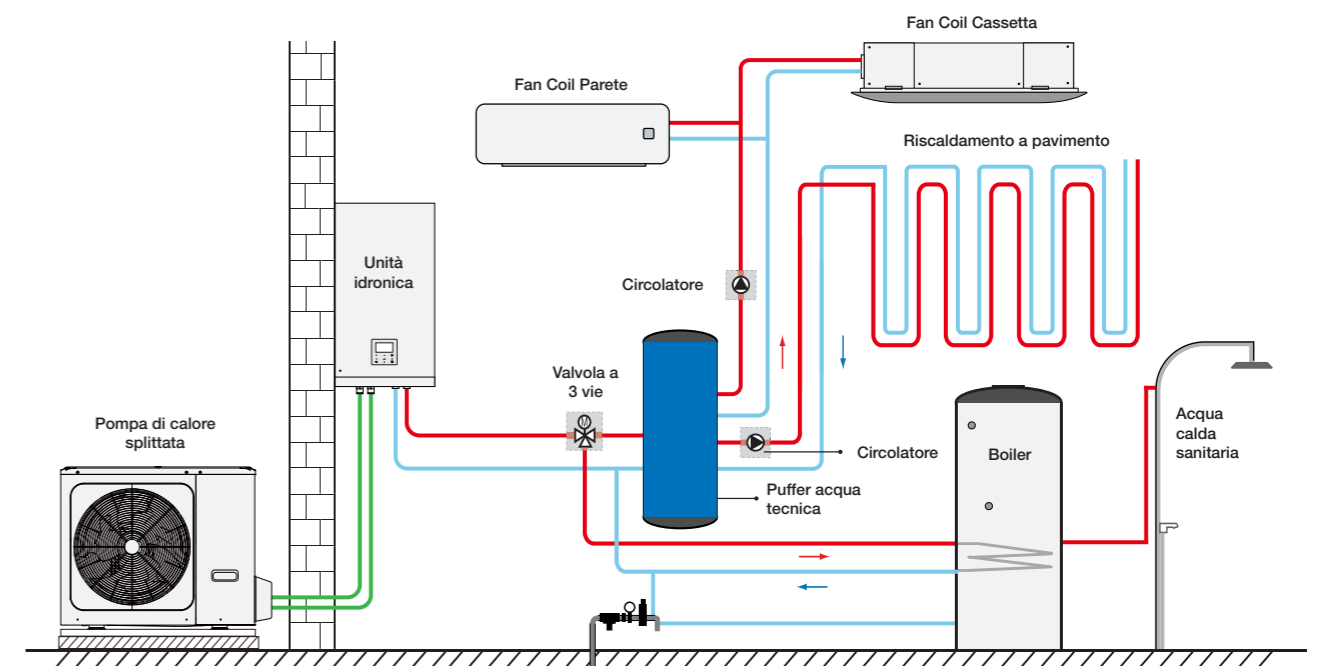 Fan Coil Cassetta
Fan Coil Parete
Riscaldamento a pavimento
Unità
idronica
Circolatore
Valvola a
3 vie
Pompa di calore
splittata
Acqua
calda
sanitaria
Circolatore
Boiler
Puffer acqua
tecnica
M